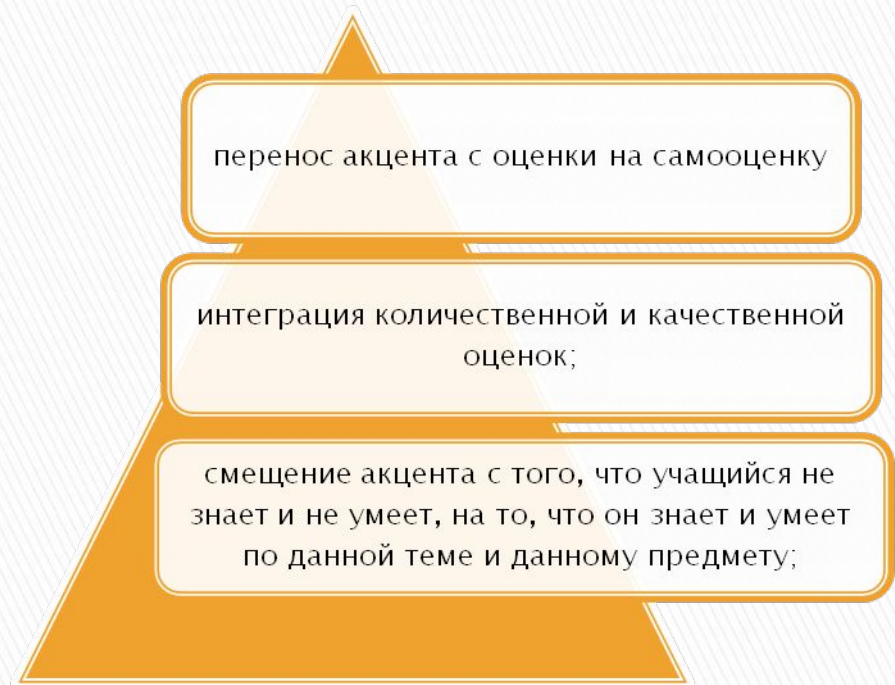 перенос акцента с оценки на самооценку
интеграция количественной и качественной
оценок;
смещение акцента с того, что учащийся не
знает и не умеет, на то, что он знает и умеет
по данной теме и данному предмету;